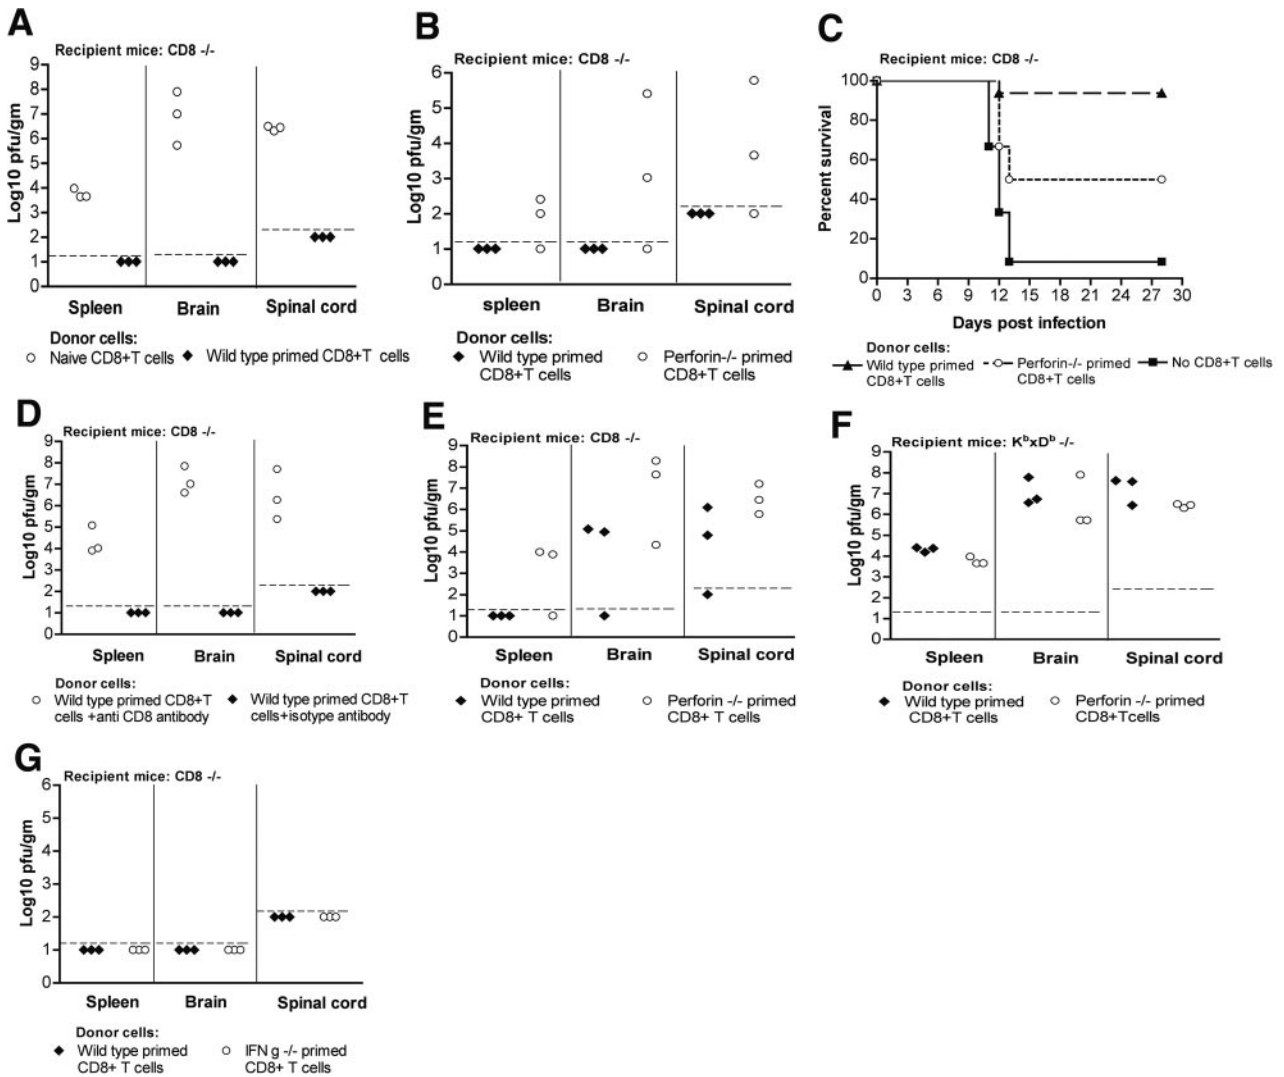 A
Recipient mice: CD8 -/-
Log10 pfu/gm
9
8
7
6
5
4
3
2
1
0
Spleen Brain Spinal cord
Donor cells:
Naive CD8+T cells Wild type primed CD8+T cells
B
Recipient mice: CD8 -/-
Log10 pfu/gm
6
5
4
3
2
1
0
spleen Brain Spinal cord
Donor cells:
Wild type primed CD8+T cells
Perforin-/- primed CD8+T cells
C
Recipient mice: CD8 -/-
Percent survival
100
80
60
40
20
0
0 3 6 9 12 15 18 21 24 27 30
Days post infection
Donor cells:
Wild type primed CD8+T cells
Perforin-/- primed CD8+T cells
No CD8+T cells
D
Recipient mice: CD8 -/-
Log10 pfu/gm
9
8
7
6
5
4
3
2
1
0
Spleen Brain Spinal cord
Donor cells:
Wild type primed CD8+T cells +anti CD8 antibody
Wild type primed CD8+T cells+isotype antibody
E
Recipient mice: CD8 -/-
Log10 pfu/gm
9
8
7
6
5
4
3
2
1
0
Spleen Brain Spinal cord
Donor cells:
Wild type primed CD8+ T cells
Perforin -/- primed CD8+ T cells
F
Recipient mice: KᵇxDᵇ -/-
Log10 pfu/gm
9
8
7
6
5
4
3
2
1
0
Spleen Brain Spinal cord
Donor cells:
Wild type primed CD8+T cells
Perforin -/- primed CD8+Tcells
G
Recipient mice: CD8 -/-
Log10 pfu/gm
6
5
4
3
2
1
0
Spleen Brain Spinal cord
Donor cells:
Wild type primed CD8+ T cells
IFN g -/- primed CD8+ T cells